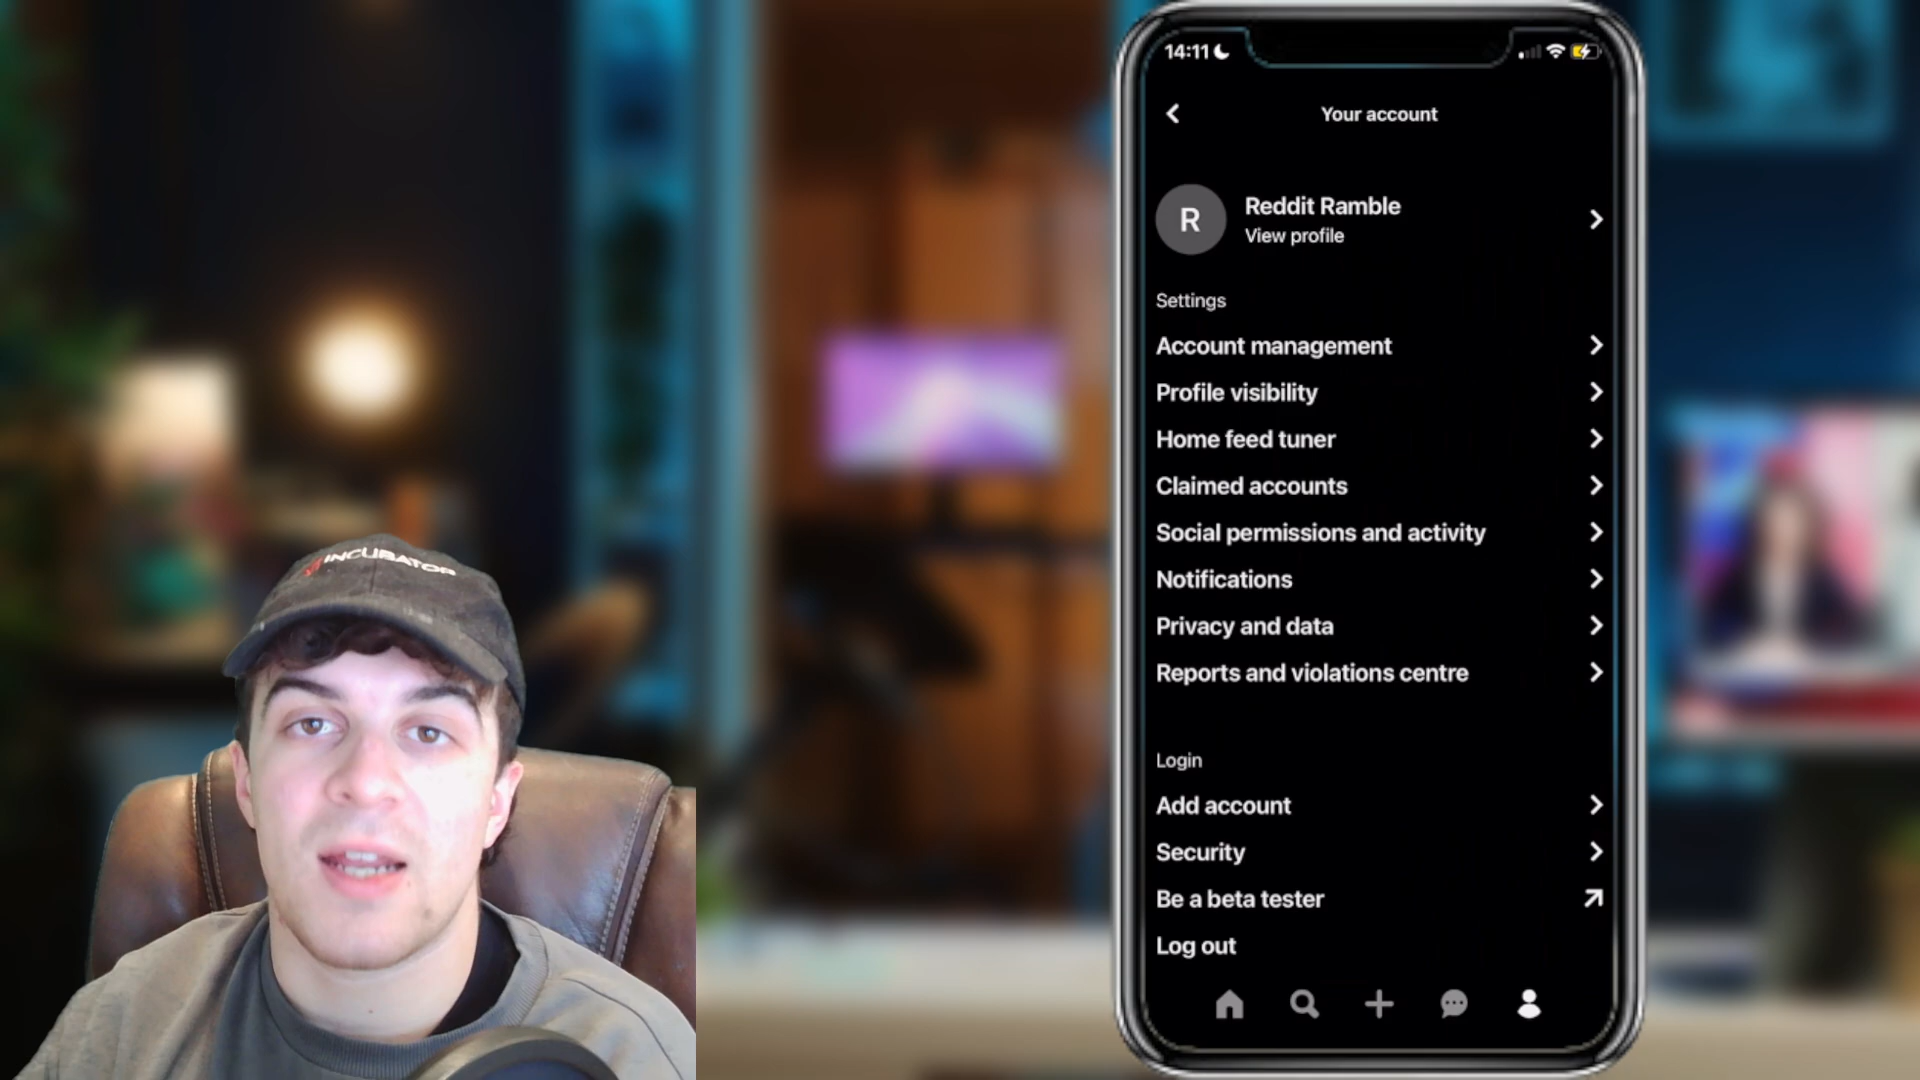 INCUBATOR
14:11
Your account
R
Reddit Ramble
View profile
Settings
Account management
Profile visibility
Home feed tuner
Claimed accounts
Social permissions and activity
Notifications
Privacy and data
Reports and violations centre
Login
Add account
Security
Be a beta tester
Log out